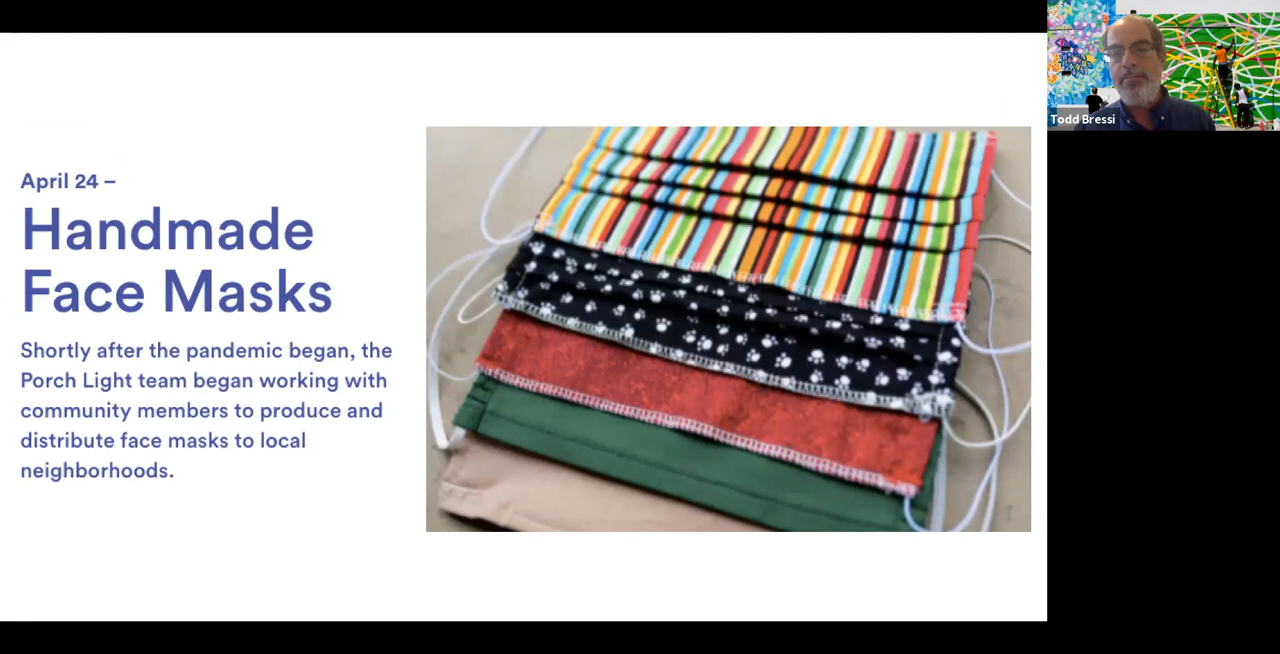 April 24 –
Handmade
Face Masks
Shortly after the pandemic began, the
Porch Light team began working with
community members to produce and
distribute face masks to local
neighborhoods.
Todd Bressi